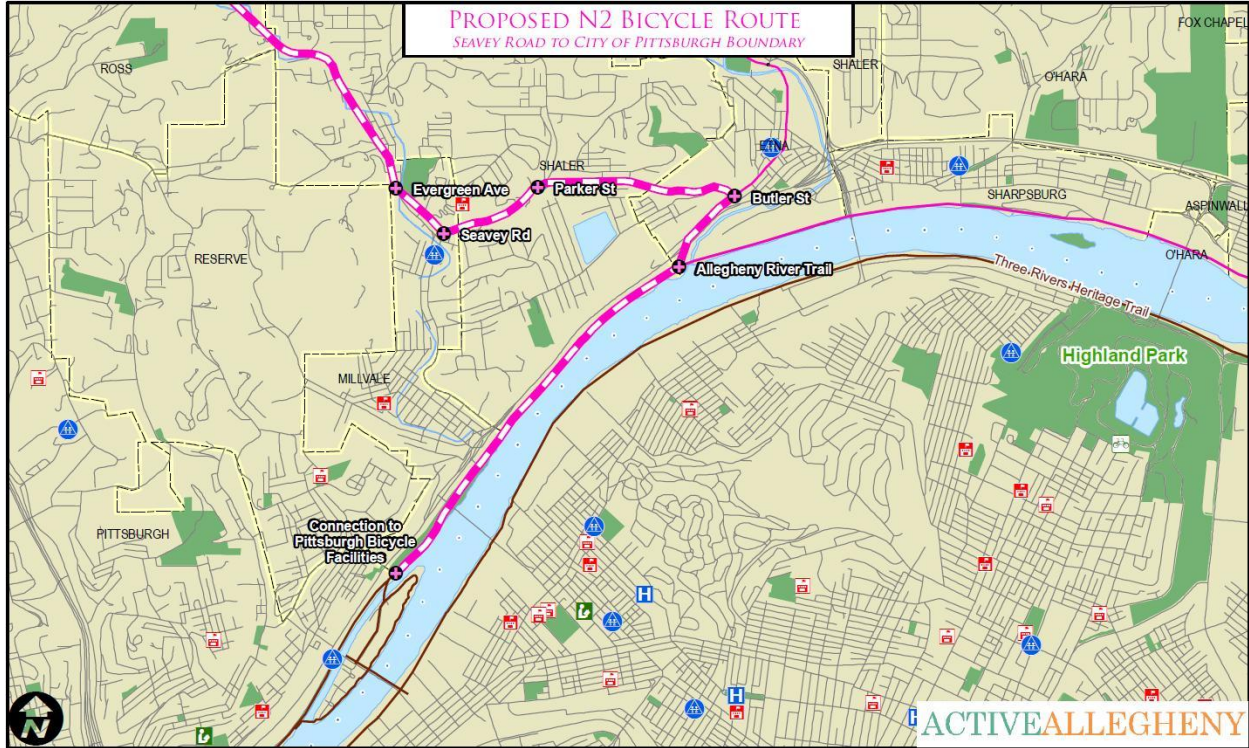 PROPOSED N2 BICYCLE ROUTE
SEAVEY ROAD TO CITY OF PITTSBURGH BOUNDARY
FOX CHAPEL
ROSS
SHALER
O'HARA
ETNA
SHALER
Evergreen Ave
Parker St
Butler St
SHARPSBURG
ASPINWALL
Seavey Rd
RESERVE
O'HARA
Allegheny River Trail
Three Rivers Heritage Trail
Highland Park
MILLVALE
Connection to
Pittsburgh Bicycle
Facilities
PITTSBURGH
H
H
H
N
ACTIVEALLEGHENY